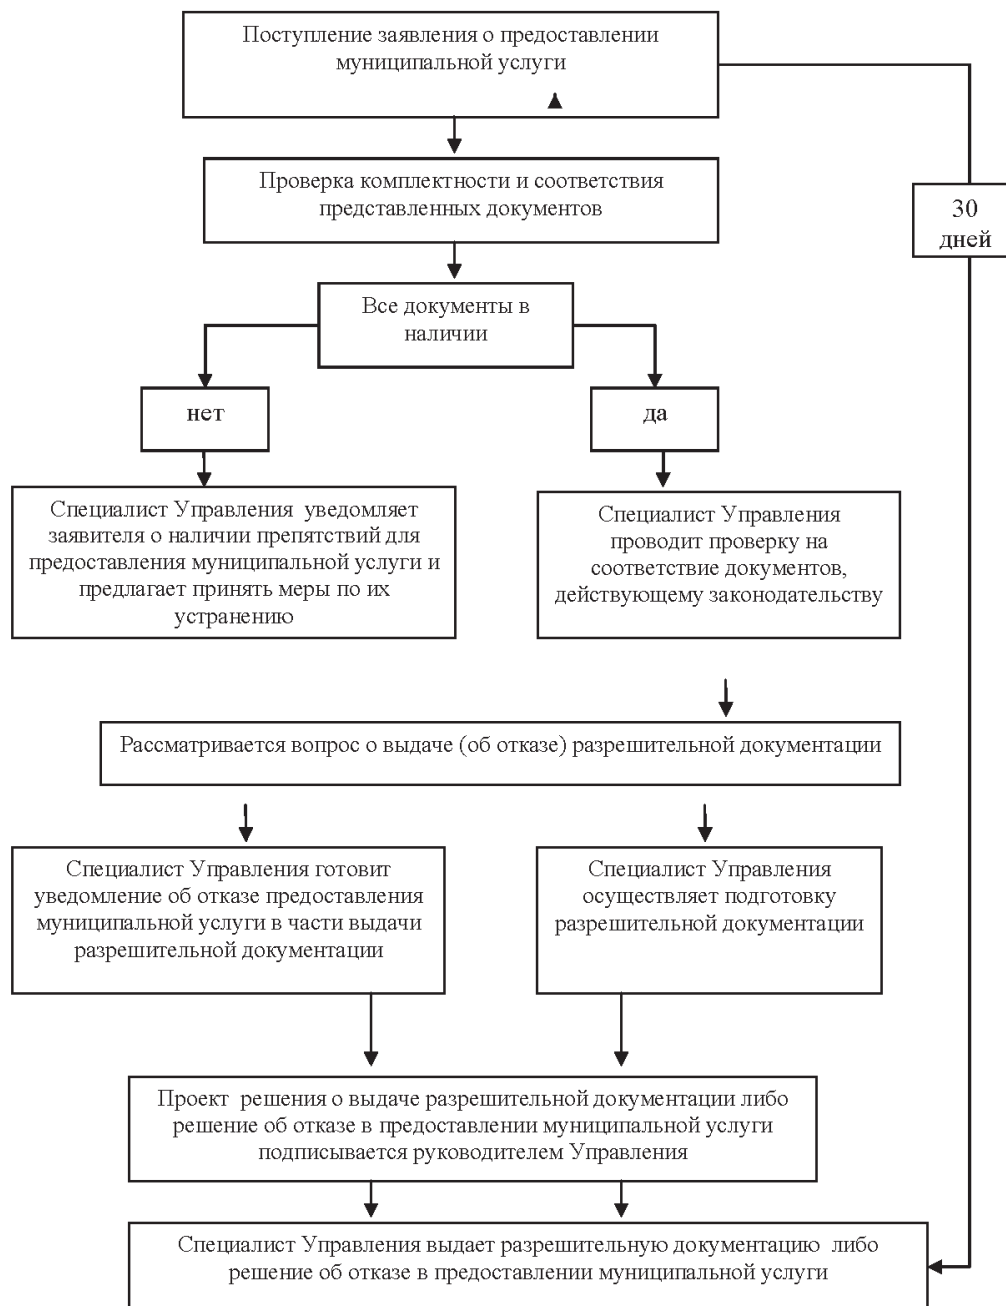 Поступление заявления о предоставлении
муниципальной услуги
Проверка комплектности и соответствия
представленных документов
30
дней
Все документы в
наличии
нет
да
Специалист Управления уведомляет
заявителя о наличии препятствий для
предоставления муниципальной услуги и
предлагает принять меры по их
устранению
Специалист Управления
проводит проверку на
соответствие документов,
действующему законодательству
Рассматривается вопрос о выдаче (об отказе) разрешительной документации
Специалист Управления готовит
уведомление об отказе предоставления
муниципальной услуги в части выдачи
разрешительной документации
Специалист Управления
осуществляет подготовку
разрешительной документации
Проект решения о выдаче разрешительной документации либо
решение об отказе в предоставлении муниципальной услуги
подписывается руководителем Управления
Специалист Управления выдает разрешительную документацию либо
решение об отказе в предоставлении муниципальной услуги